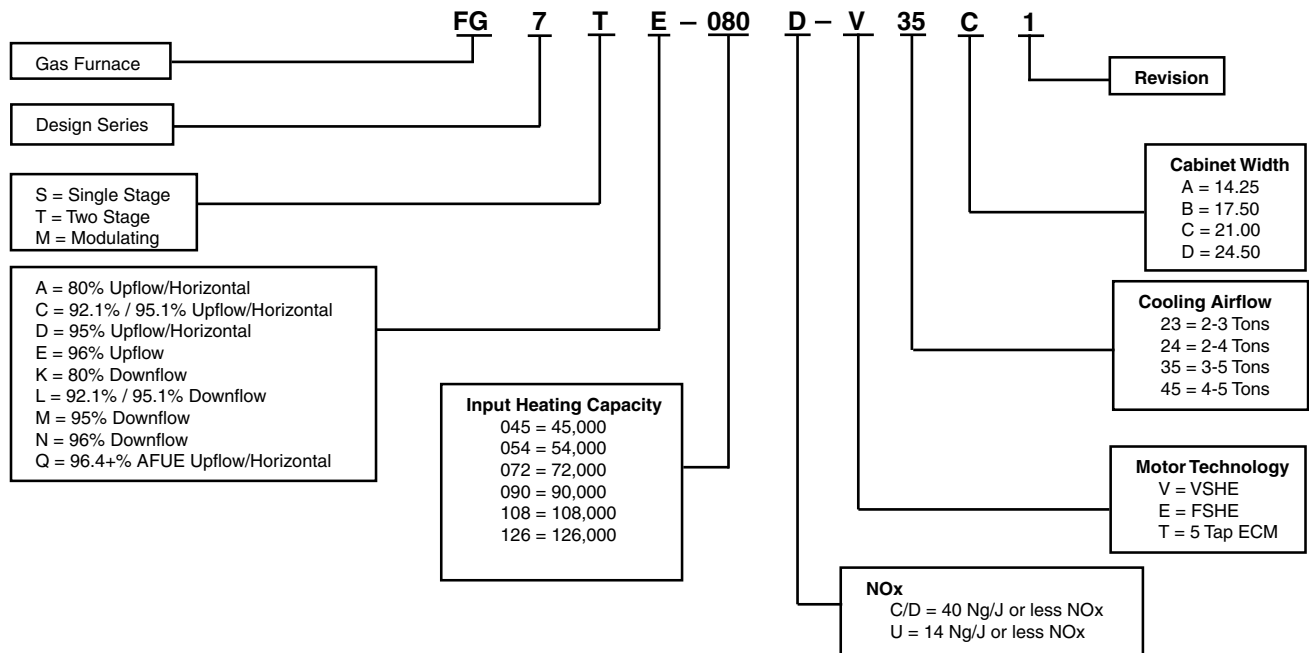 FG 7 T E – 080 D – V 35 C 1
Gas Furnace
Design Series
S = Single Stage
T = Two Stage
M = Modulating
A = 80% Upflow/Horizontal
C = 92.1% / 95.1% Upflow/Horizontal
D = 95% Upflow/Horizontal
E = 96% Upflow
K = 80% Downflow
L = 92.1% / 95.1% Downflow
M = 95% Downflow
N = 96% Downflow
Q = 96.4+% AFUE Upflow/Horizontal
Input Heating Capacity
045 = 45,000
054 = 54,000
072 = 72,000
090 = 90,000
108 = 108,000
126 = 126,000
Revision
Cabinet Width
A = 14.25
B = 17.50
C = 21.00
D = 24.50
Cooling Airflow
23 = 2-3 Tons
24 = 2-4 Tons
35 = 3-5 Tons
45 = 4-5 Tons
Motor Technology
V = VSHE
E = FSHE
T = 5 Tap ECM
NOx
C/D = 40 Ng/J or less NOx
U = 14 Ng/J or less NOx